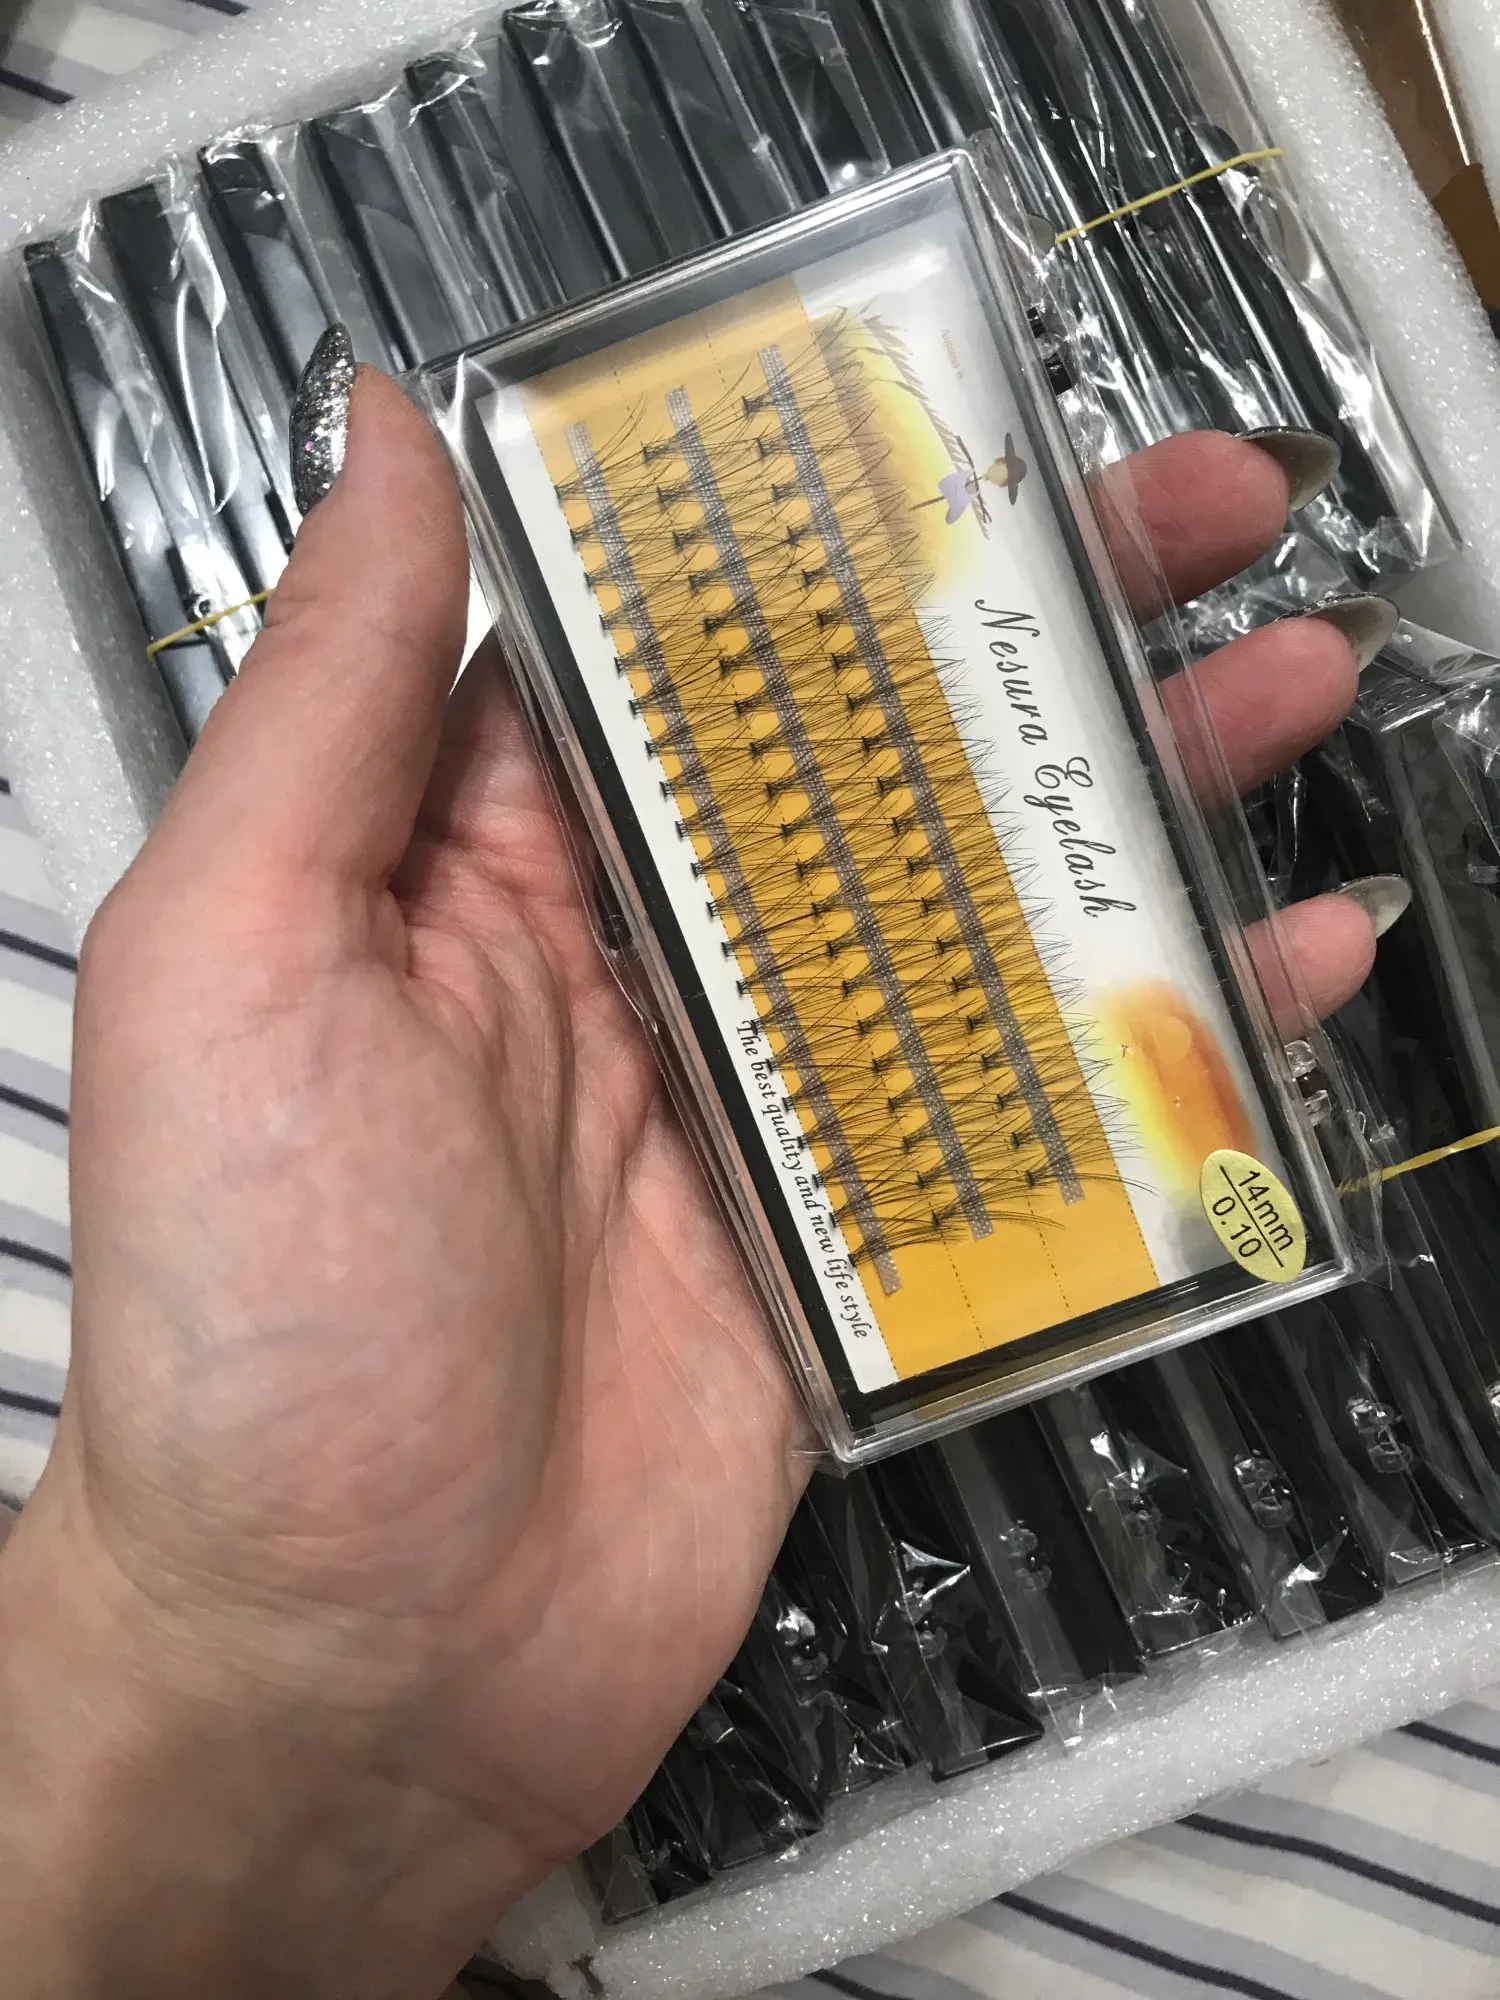 Nesura Eyelash
The best quality and new life style
14mm
0.10